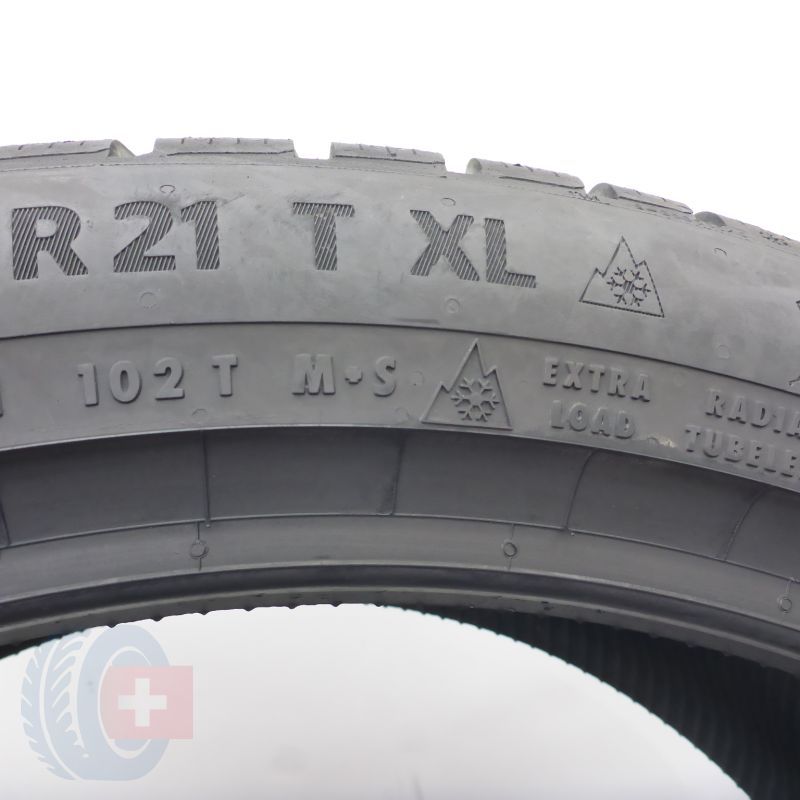 R21 T XL
102 T M+S EXTRA LOAD